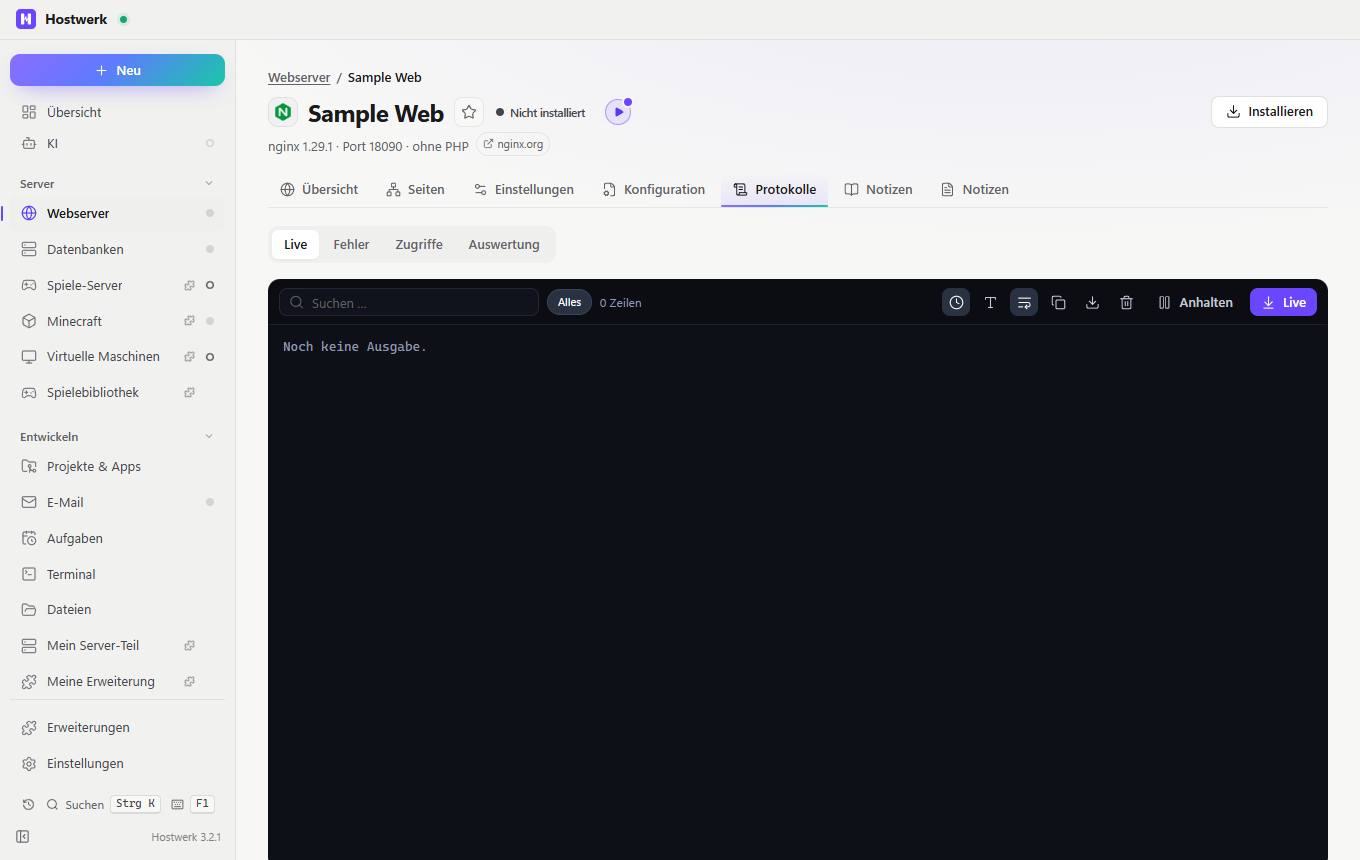 Hostwerk
Neu
Übersicht
KI
Server
Webserver
Datenbanken
Spiele-Server
Minecraft
Virtuelle Maschinen
Spielebibliothek
Entwickeln
Projekte & Apps
E-Mail
Aufgaben
Terminal
Dateien
Mein Server-Teil
Meine Erweiterung
Erweiterungen
Einstellungen
Suchen Strg K F1
Hostwerk 3.2.1
Webserver / Sample Web
Sample Web Nicht installiert
Installieren
nginx 1.29.1 · Port 18090 · ohne PHP nginx.org
Übersicht Seiten Einstellungen Konfiguration Protokolle Notizen Notizen
Live Fehler Zugriffe Auswertung
Suchen ... Alles 0 Zeilen Anhalten Live
Noch keine Ausgabe.